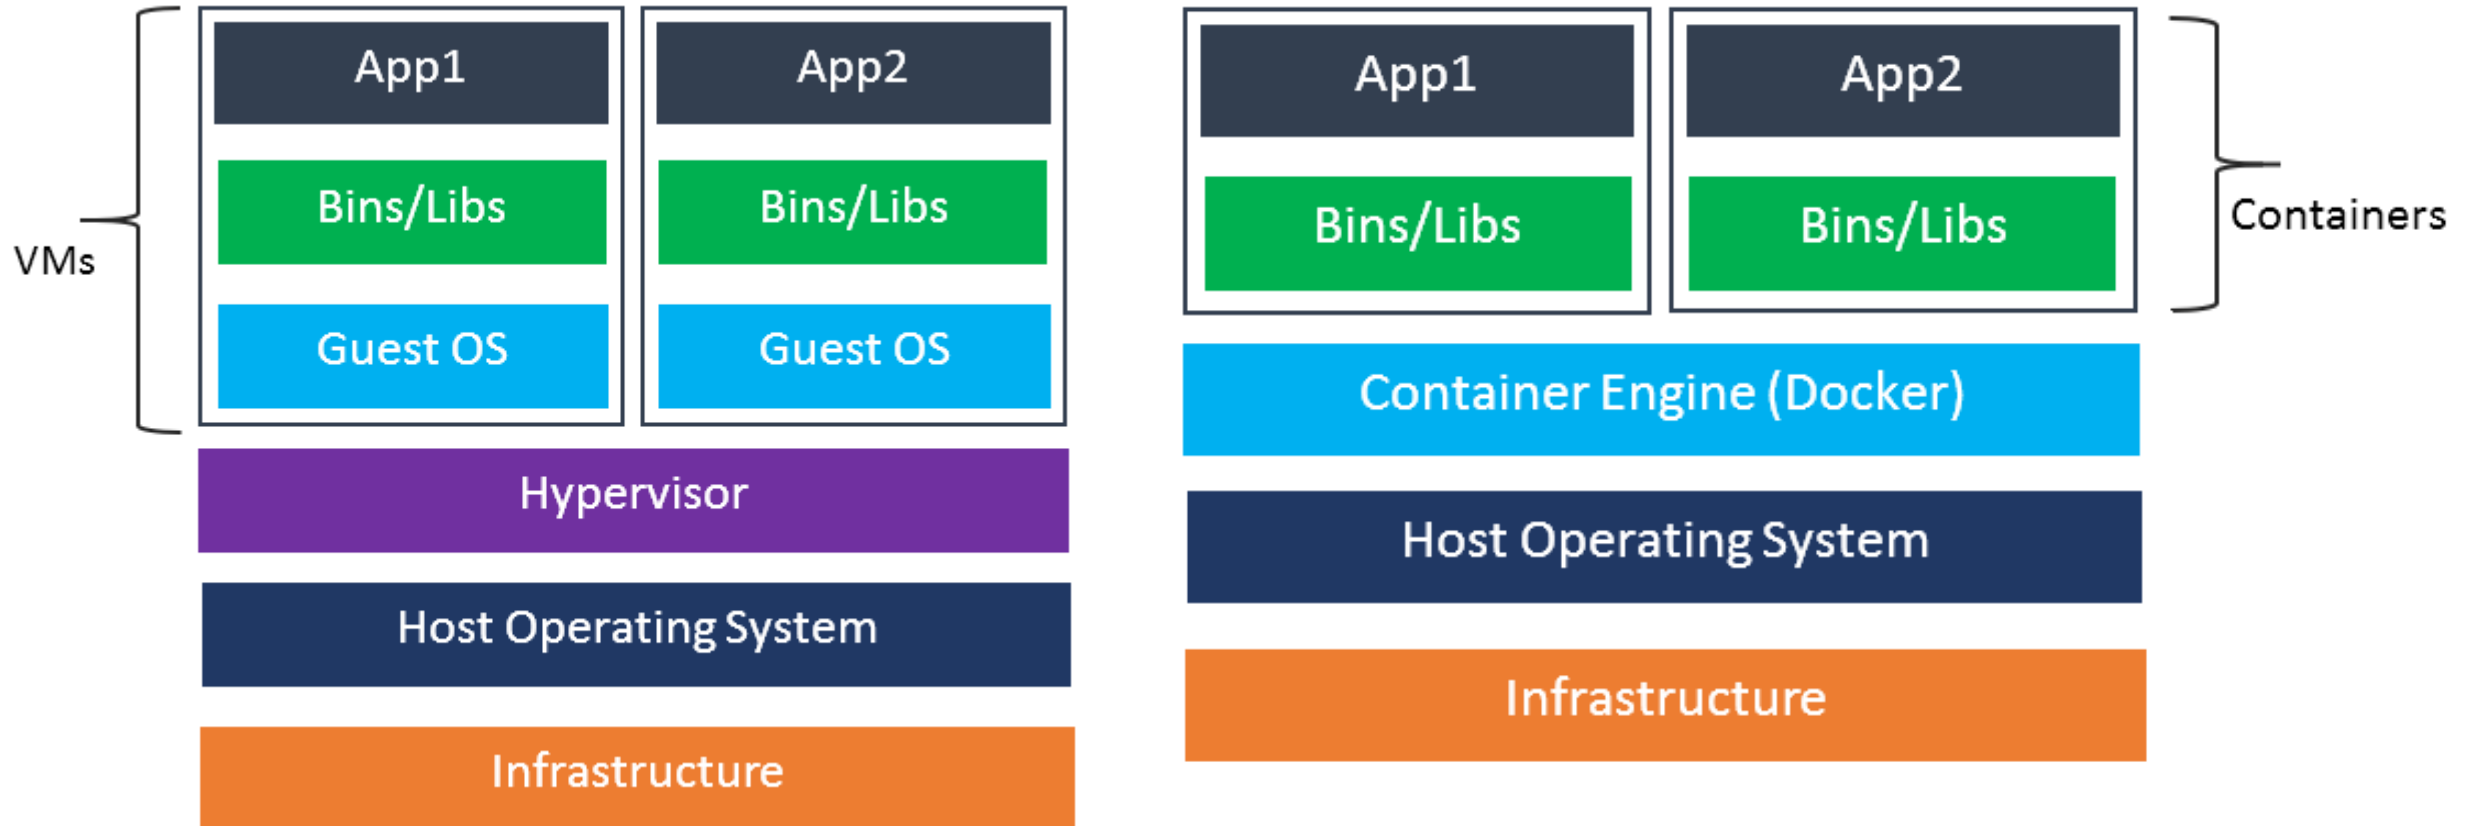 VMs
App1
App2
Bins/Libs
Bins/Libs
Guest OS
Guest OS
Hypervisor
Host Operating System
Infrastructure
App1
App2
Bins/Libs
Bins/Libs
Containers
Container Engine (Docker)
Host Operating System
Infrastructure